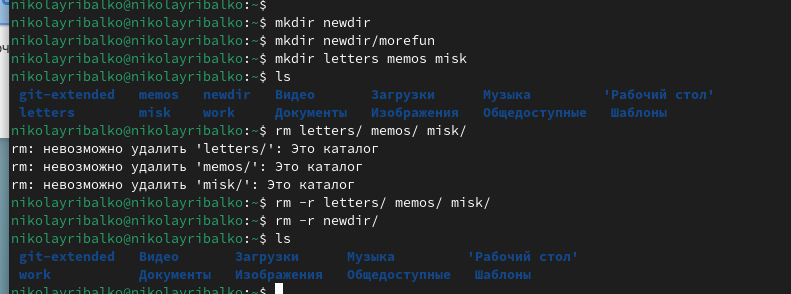 nikolayribalko@nikolayribalko:~$
nikolayribalko@nikolayribalko:~$ mkdir newdir
nikolayribalko@nikolayribalko:~$ mkdir newdir/morefun
nikolayribalko@nikolayribalko:~$ mkdir letters memos misk
nikolayribalko@nikolayribalko:~$ ls
git-extended memos newdir Видео Загрузки Музыка 'Рабочий стол'
letters misk work Документы Изображения Общедоступные Шаблоны
nikolayribalko@nikolayribalko:~$ rm letters/ memos/ misk/
rm: невозможно удалить 'letters/': Это каталог
rm: невозможно удалить 'memos/': Это каталог
rm: невозможно удалить 'misk/': Это каталог
nikolayribalko@nikolayribalko:~$ rm -r letters/ memos/ misk/
nikolayribalko@nikolayribalko:~$ rm -r newdir/
nikolayribalko@nikolayribalko:~$ ls
git-extended Видео Загрузки Музыка 'Рабочий стол'
work Документы Изображения Общедоступные Шаблоны
nikolayribalko@nikolayribalko:~$